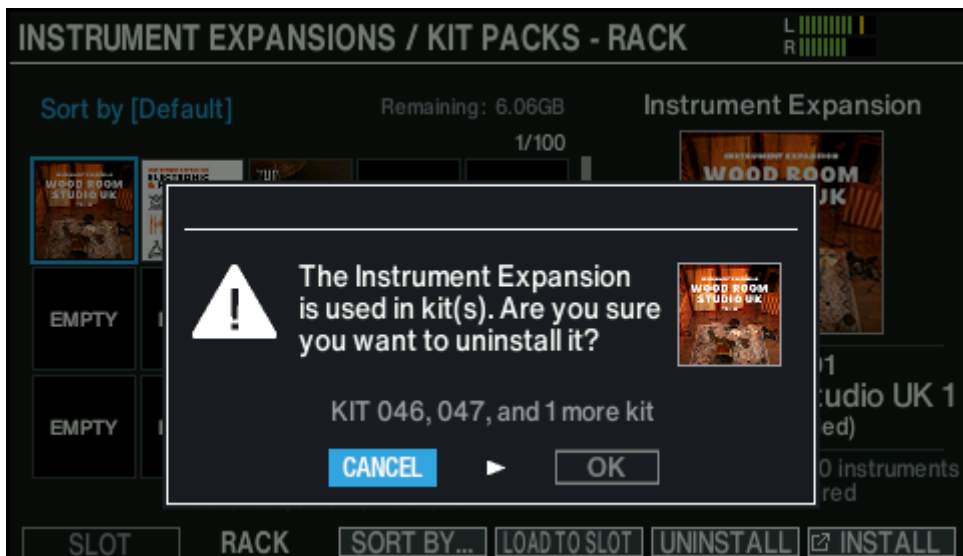 INSTRUMENT EXPANSIONS / KIT PACKS - RACK
L
R
Sort by [Default]
Remaining: 6.06GB
Instrument Expansion
1/100
WOOD ROOM
STUDIO UK
ELECTRONIC
INSTRUMENT EXPANSION
WOOD ROOM
UK
The Instrument Expansion
is used in kit(s). Are you sure
you want to uninstall it?
WOOD ROOM
STUDIO UK
EMPTY
KIT 046, 047, and 1 more kit
udio UK 1
EMPTY
ed)
CANCEL
OK
0 instruments
red
SLOT
RACK
SORT BY...
LOAD TO SLOT
UNINSTALL
INSTALL